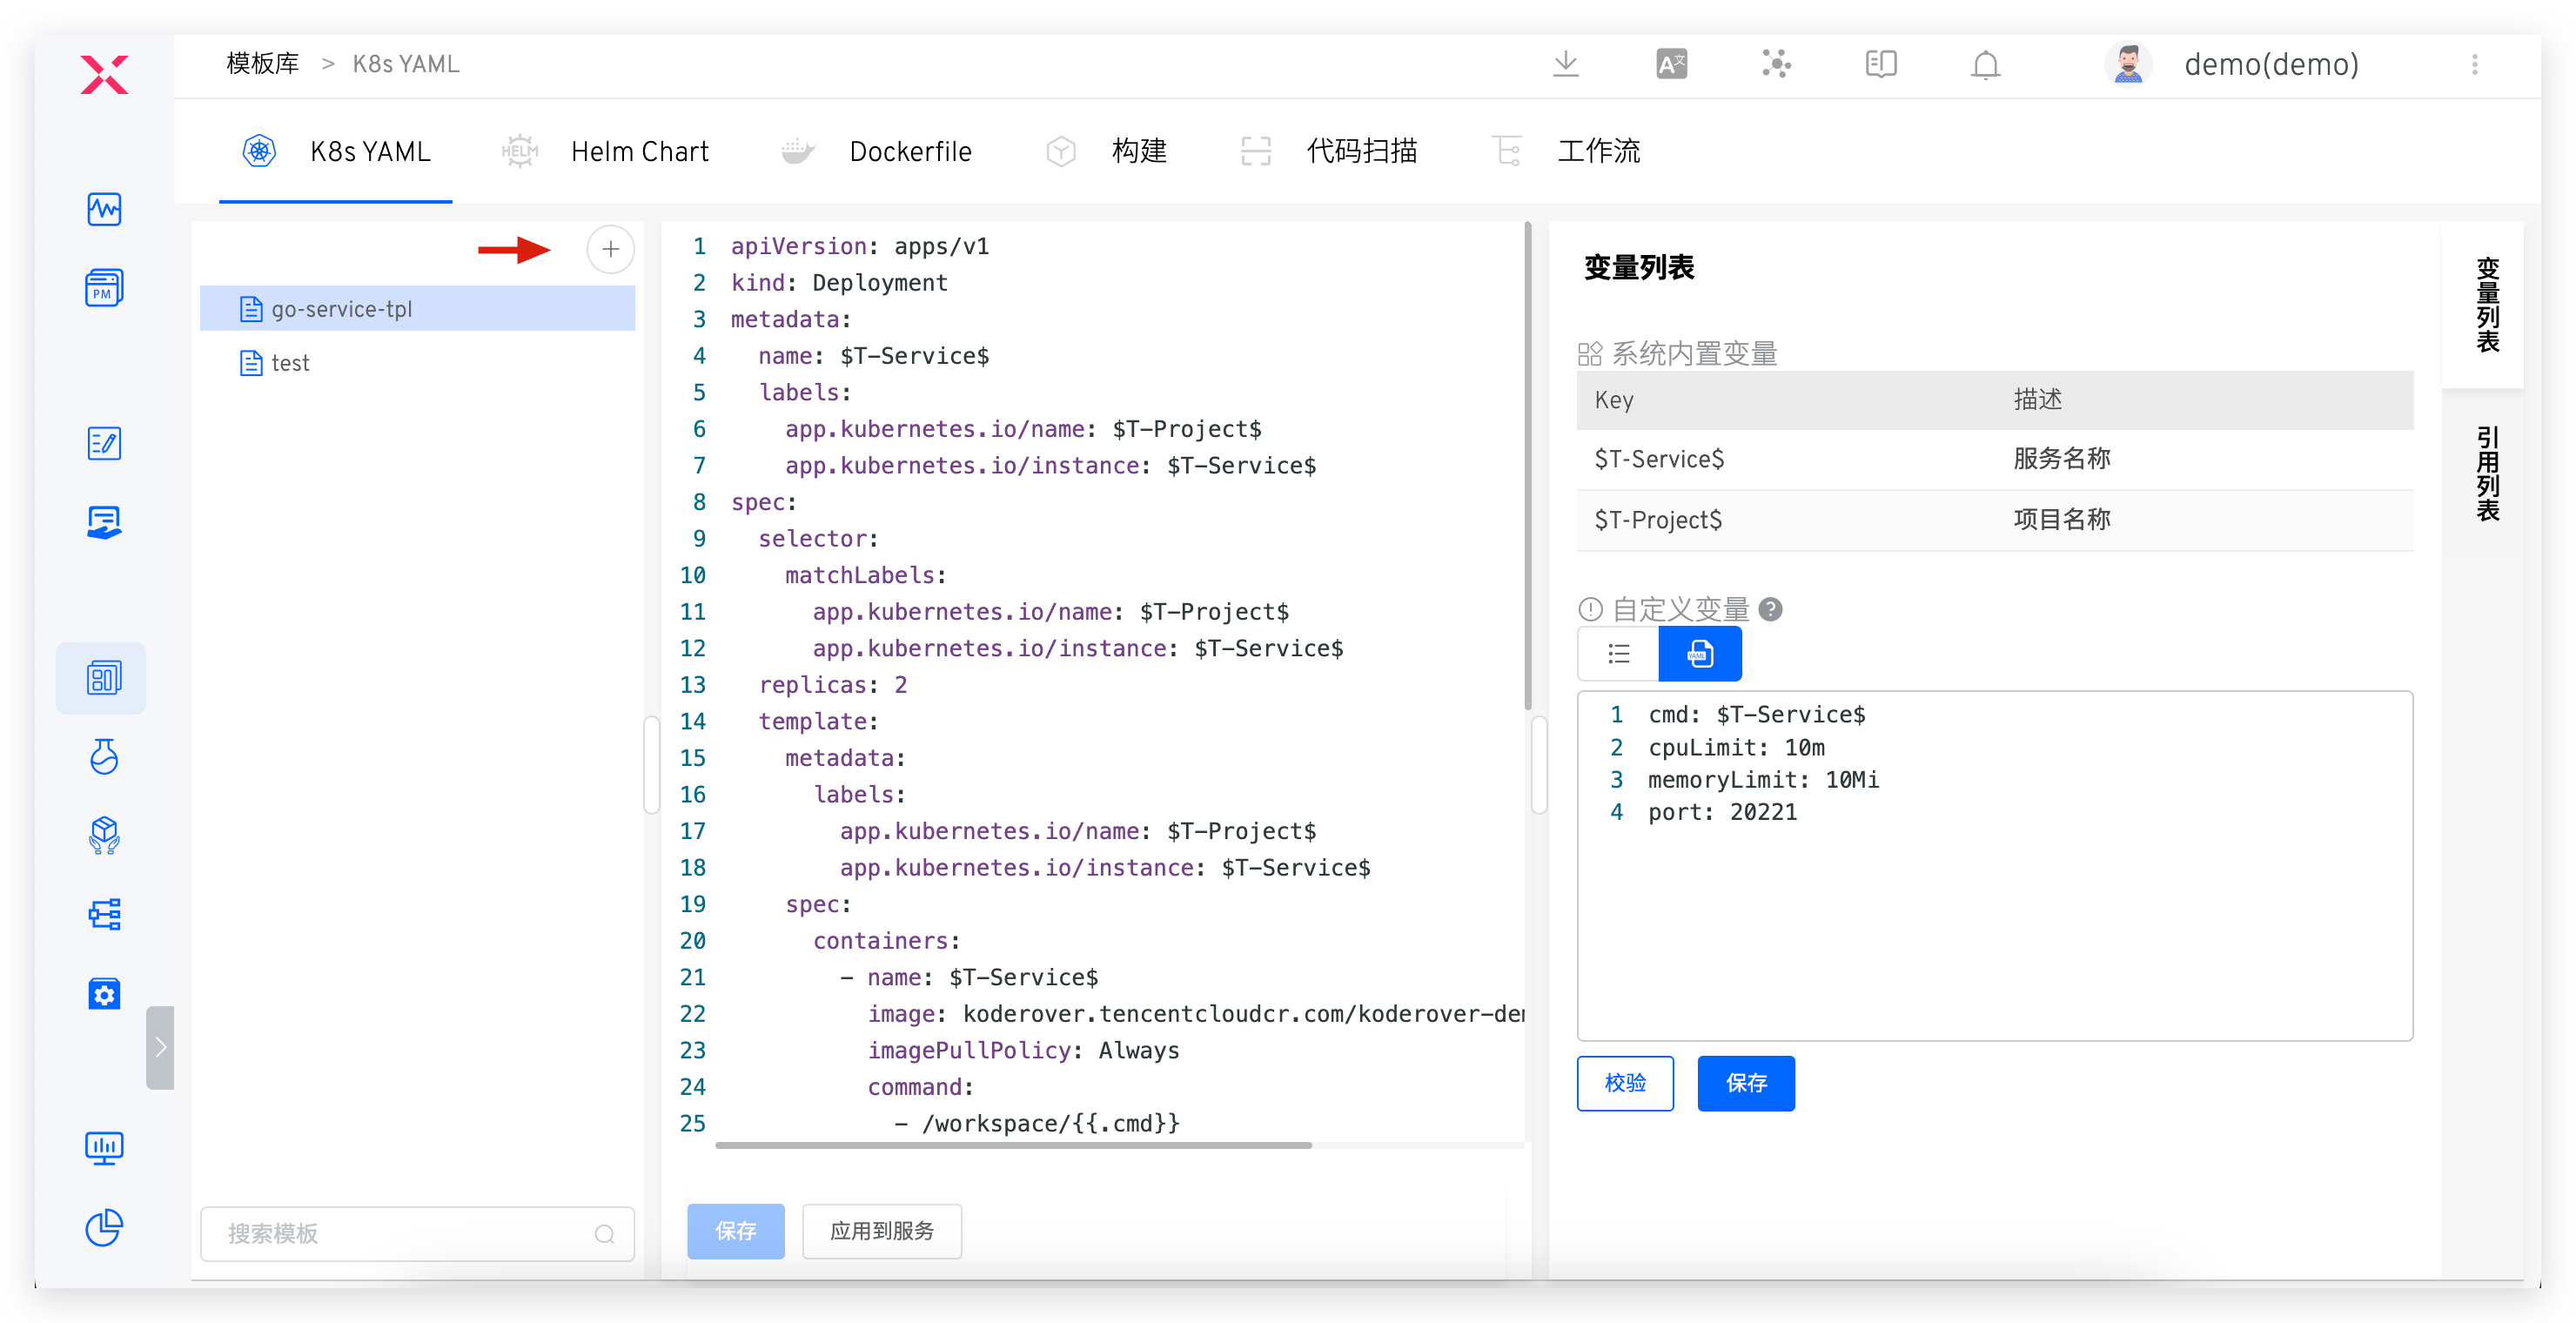 模板库 > K8s YAML
demo(demo)
K8s YAML
HELM
Helm Chart
Dockerfile
构建
代码扫描
工作流
PM
go-service-tpl
test
搜索模板
1 apiVersion: apps/v1
2 kind: Deployment
3 metadata:
4 name: $T-Service$
5 labels:
6 app.kubernetes.io/name: $T-Project$
7 app.kubernetes.io/instance: $T-Service$
8 spec:
9 selector:
10 matchLabels:
11 app.kubernetes.io/name: $T-Project$
12 app.kubernetes.io/instance: $T-Service$
13 replicas: 2
14 template:
15 metadata:
16 labels:
17 app.kubernetes.io/name: $T-Project$
18 app.kubernetes.io/instance: $T-Service$
19 spec:
20 containers:
21 - name: $T-Service$
22 image: koderover.tencentcloudcr.com/koderover-dem
23 imagePullPolicy: Always
24 command:
25 - /workspace/{{.cmd}}
保存
应用到服务
变量列表
系统内置变量
Key 描述
$T-Service$ 服务名称
$T-Project$ 项目名称
自定义变量
YAML
1 cmd: $T-Service$
2 cpuLimit: 10m
3 memoryLimit: 10Mi
4 port: 20221
校验
保存
变量列表
引用列表